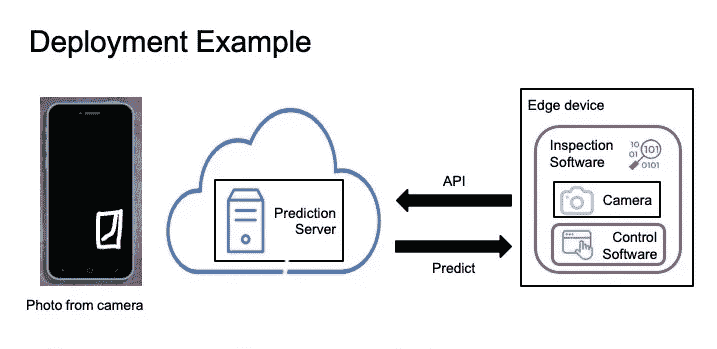 Deployment Example
Photo from camera
Prediction
Server
API
Predict
Edge device
Inspection
Software
10
01
101
0101
Camera
Control
Software